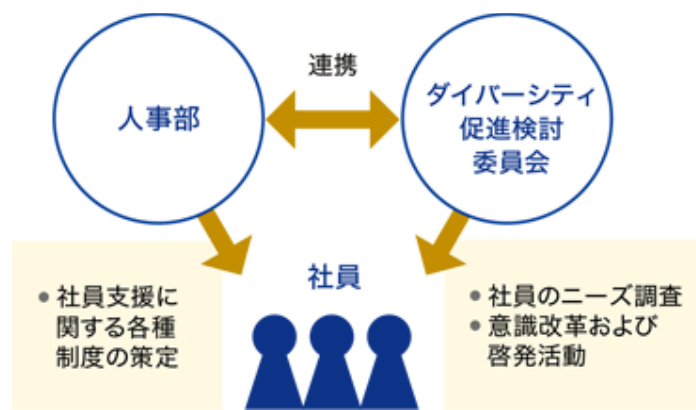 連携
人事部
ダイバーシティ
促進検討
委員会
社員
● 社員支援に
関する各種
制度の策定
● 社員のニーズ調査
● 意識改革および
啓発活動